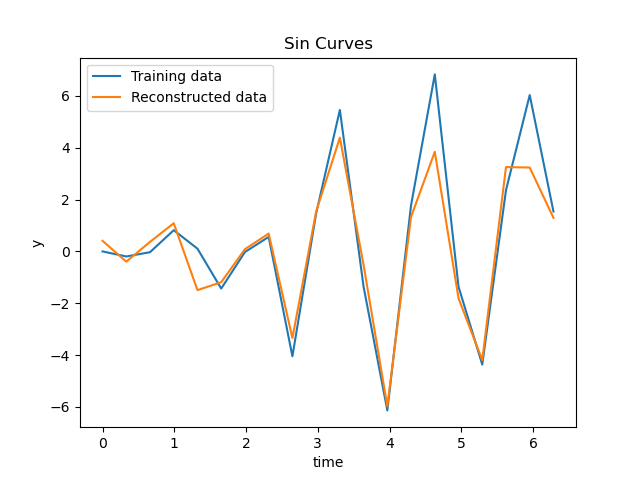 Sin Curves
Training data
Reconstructed data
y
6
4
2
0
−2
−4
−6
0 1 2 3 4 5 6
time